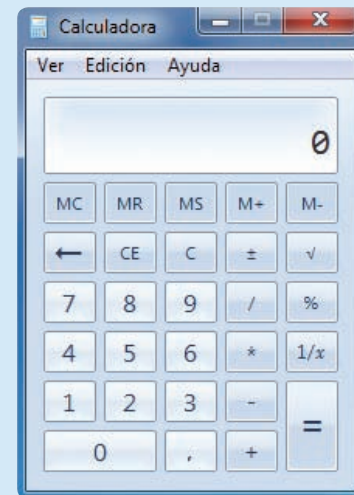 Calculadora
Ver Edición Ayuda
0
MC MR MS M+ M-
← CE C ± √
7 8 9 / %
4 5 6 * 1/x
1 2 3 - =
0 , +